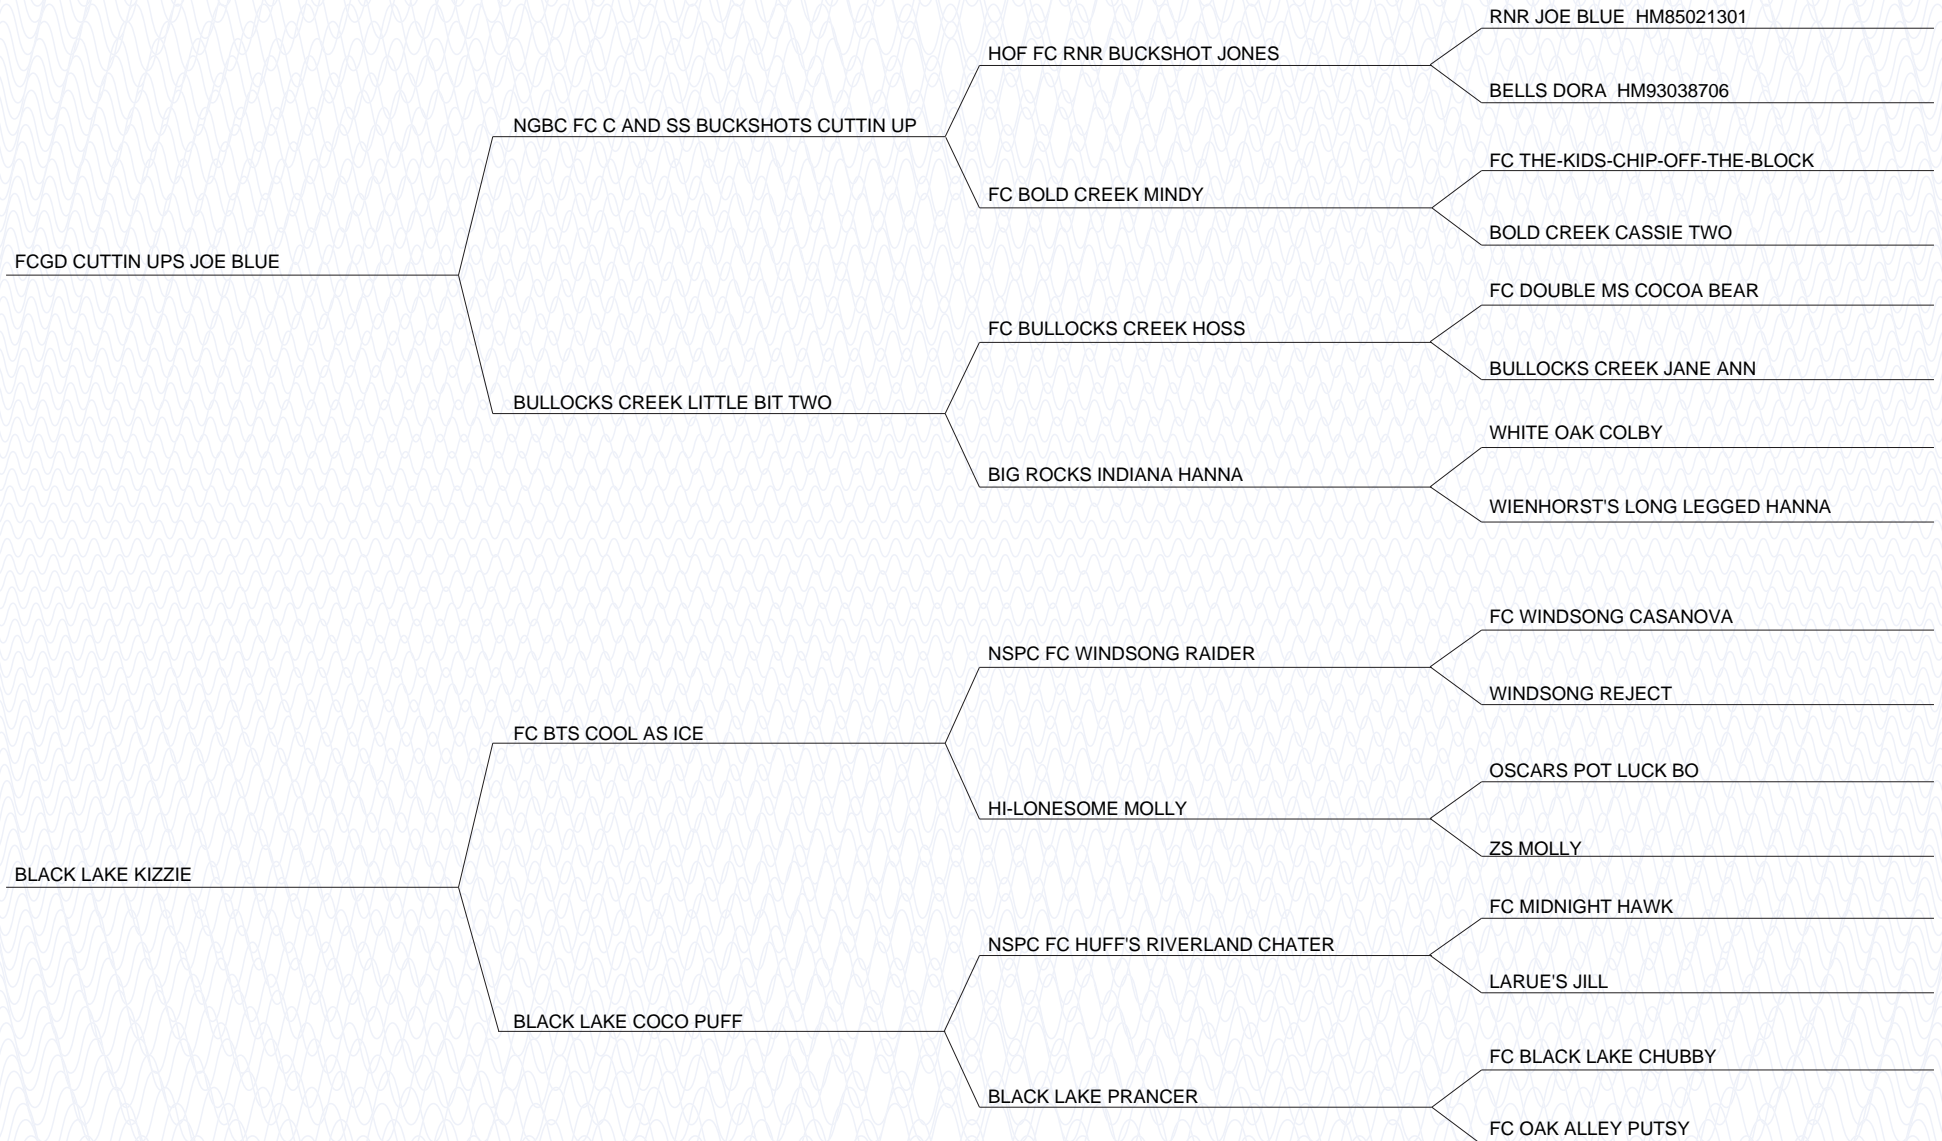 RNR JOE BLUE  HM85021301
HOF FC RNR BUCKSHOT JONES
BELLS DORA  HM93038706
NGBC FC C AND SS BUCKSHOTS CUTTIN UP
FC THE-KIDS-CHIP-OFF-THE-BLOCK
FC BOLD CREEK MINDY
BOLD CREEK CASSIE TWO
FCGD CUTTIN UPS JOE BLUE
FC DOUBLE MS COCOA BEAR
FC BULLOCKS CREEK HOSS
BULLOCKS CREEK JANE ANN
BULLOCKS CREEK LITTLE BIT TWO
WHITE OAK COLBY
BIG ROCKS INDIANA HANNA
WIENHORST'S LONG LEGGED HANNA
FC WINDSONG CASANOVA
NSPC FC WINDSONG RAIDER
WINDSONG REJECT
FC BTS COOL AS ICE
OSCARS POT LUCK BO
HI-LONESOME MOLLY
ZS MOLLY
BLACK LAKE KIZZIE
FC MIDNIGHT HAWK
NSPC FC HUFF'S RIVERLAND CHATER
LARUE'S JILL
BLACK LAKE COCO PUFF
FC BLACK LAKE CHUBBY
BLACK LAKE PRANCER
FC OAK ALLEY PUTSY